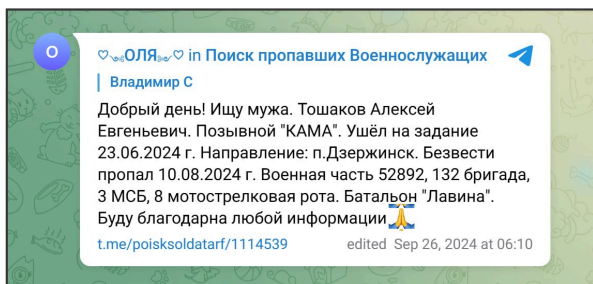 О
♡ഴ⁠ОЛЯഴ♡ in Поиск пропавших Военнослужащих
Владимир С
Добрый день! Ищу мужа. Тошаков Алексей
Евгеньевич. Позывной "КАМА". Ушёл на задание
23.06.2024 г. Направление: п.Дзержинск. Безвести
пропал 10.08.2024 г. Военная часть 52892, 132 бригада,
3 МСБ, 8 мотострелковая рота. Батальон "Лавина".
Буду благодарна любой информации🙏
t.me/poisksoldatarf/1114539 edited Sep 26, 2024 at 06:10